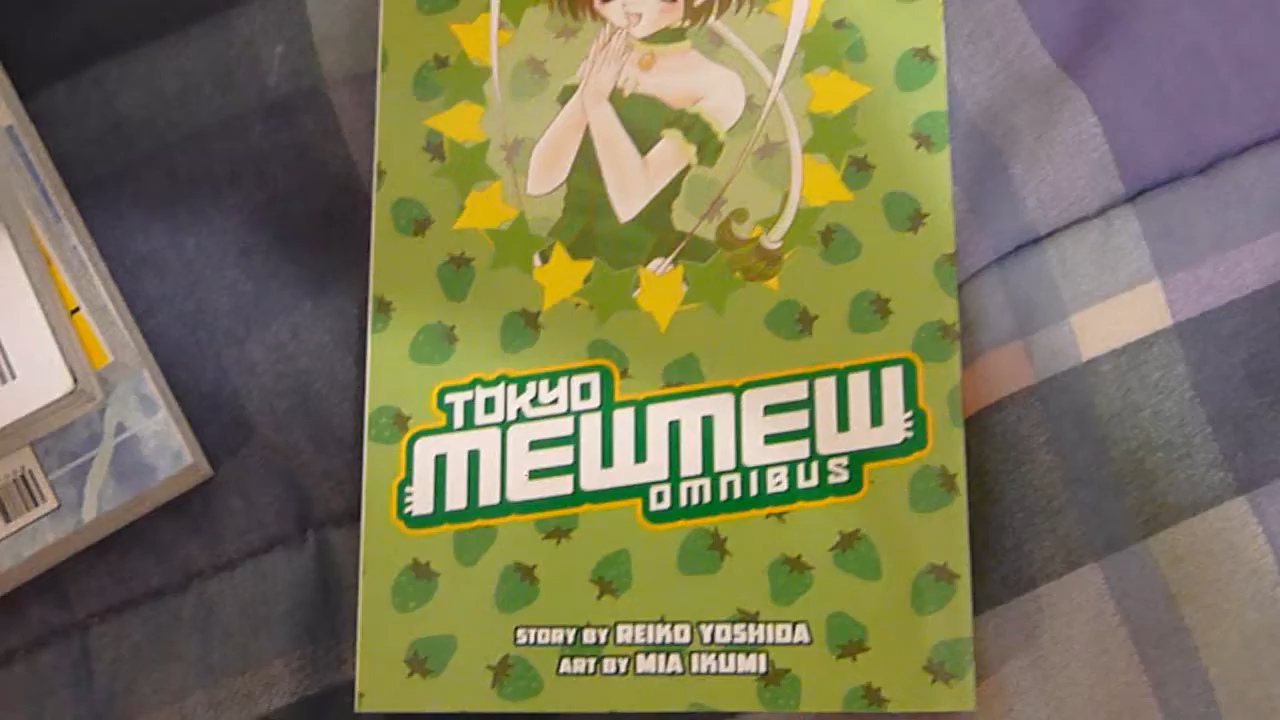 TOKYO
MEWMEW
OMNIBUS
STORY BY REIKO YOSHIDA
ART BY MIA IKUMI